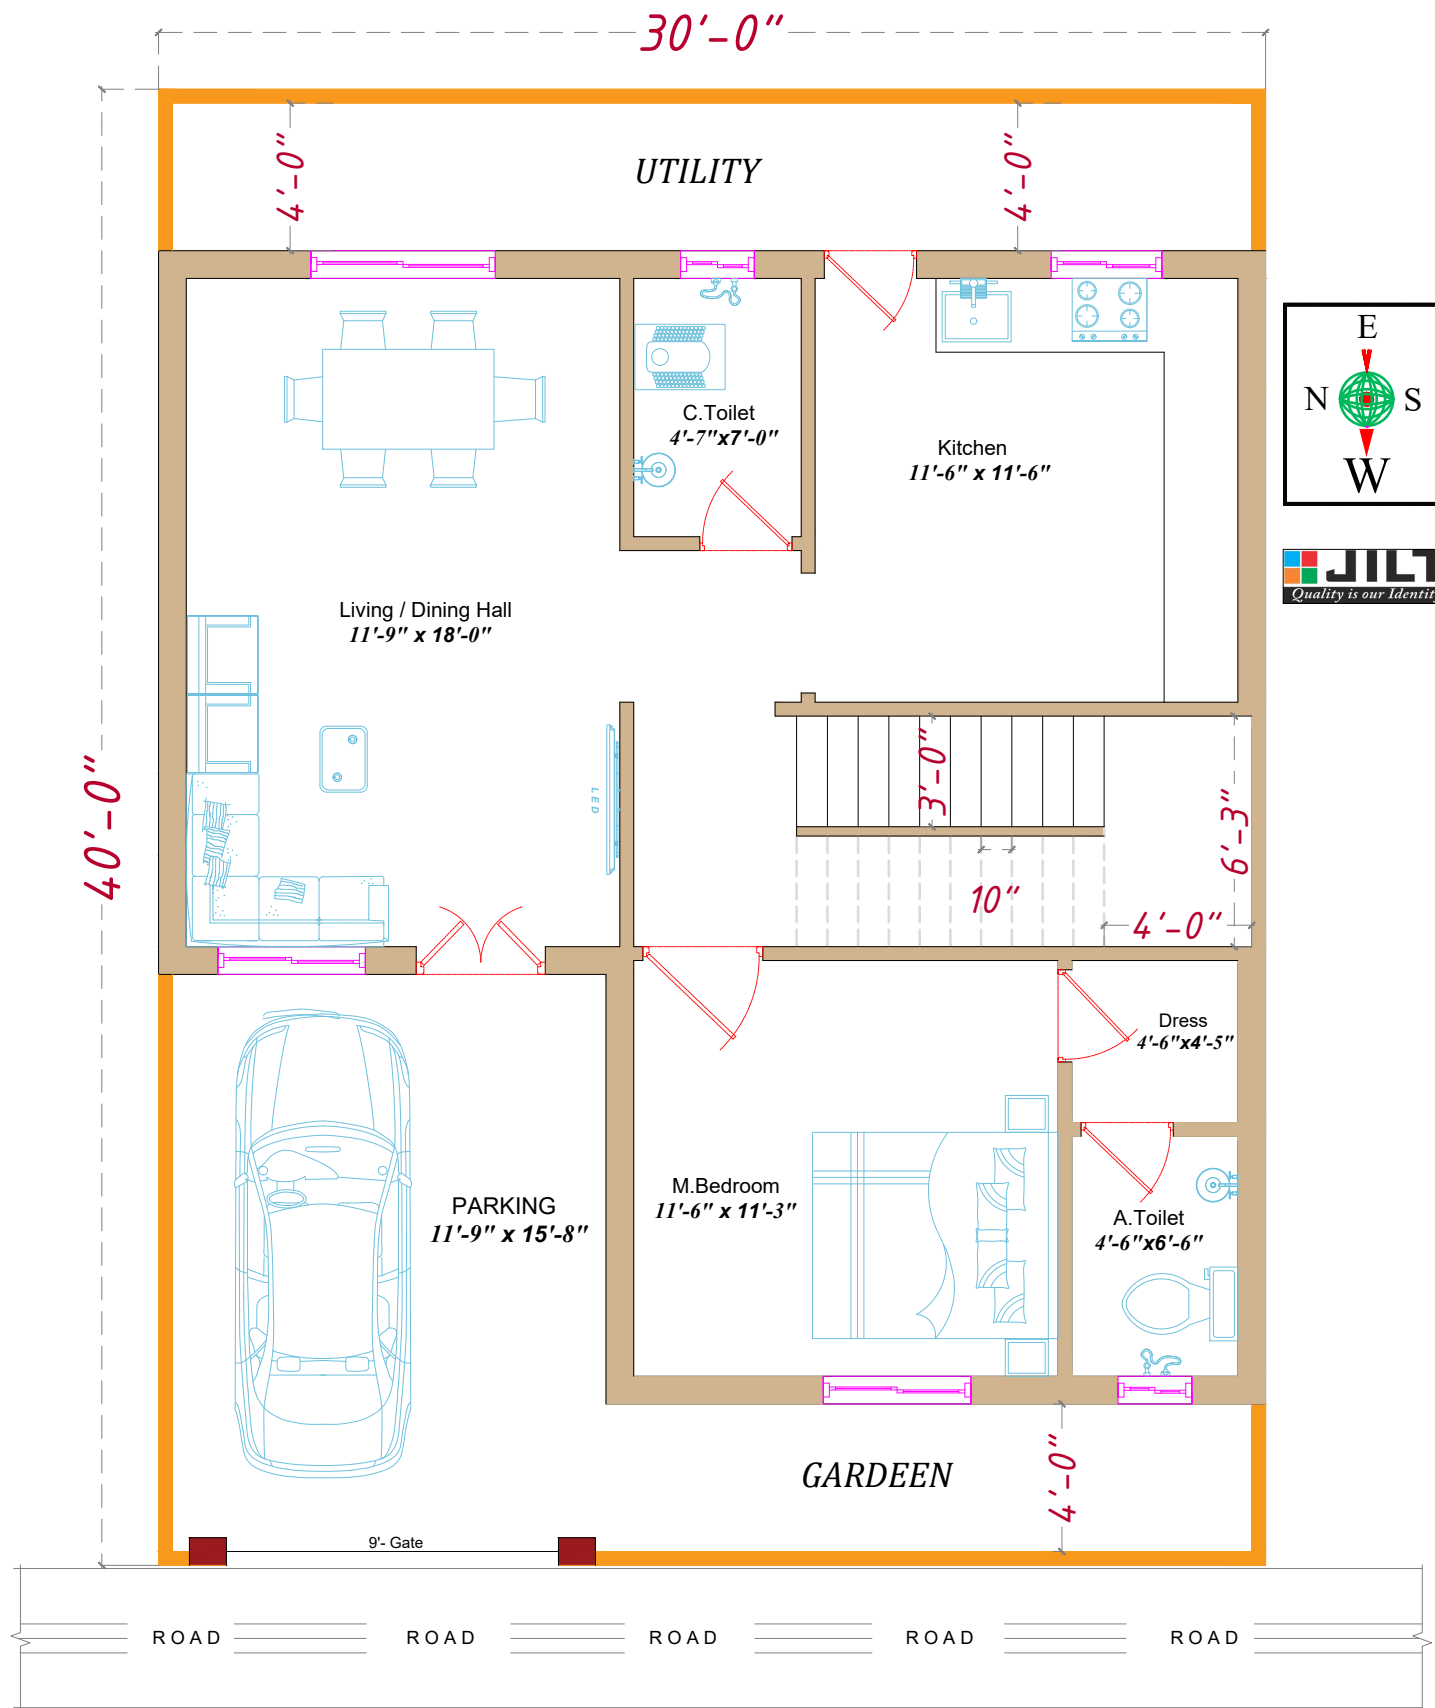 30'-0"
4'-0"
UTILITY
4'-0"
E
N S
W
C.Toilet
4'-7"x7'-0"
Kitchen
11'-6" x 11'-6"
JILT
Quality is our Identity
Living / Dining Hall
11'-9" x 18'-0"
40'-0"
LED
3'-0"
6'-3"
10"
4'-0"
Dress
4'-6"x4'-5"
M.Bedroom
11'-6" x 11'-3"
PARKING
11'-9" x 15'-8"
A.Toilet
4'-6"x6'-6"
GARDEEN
4'-0"
9'- Gate
ROAD ROAD ROAD ROAD ROAD